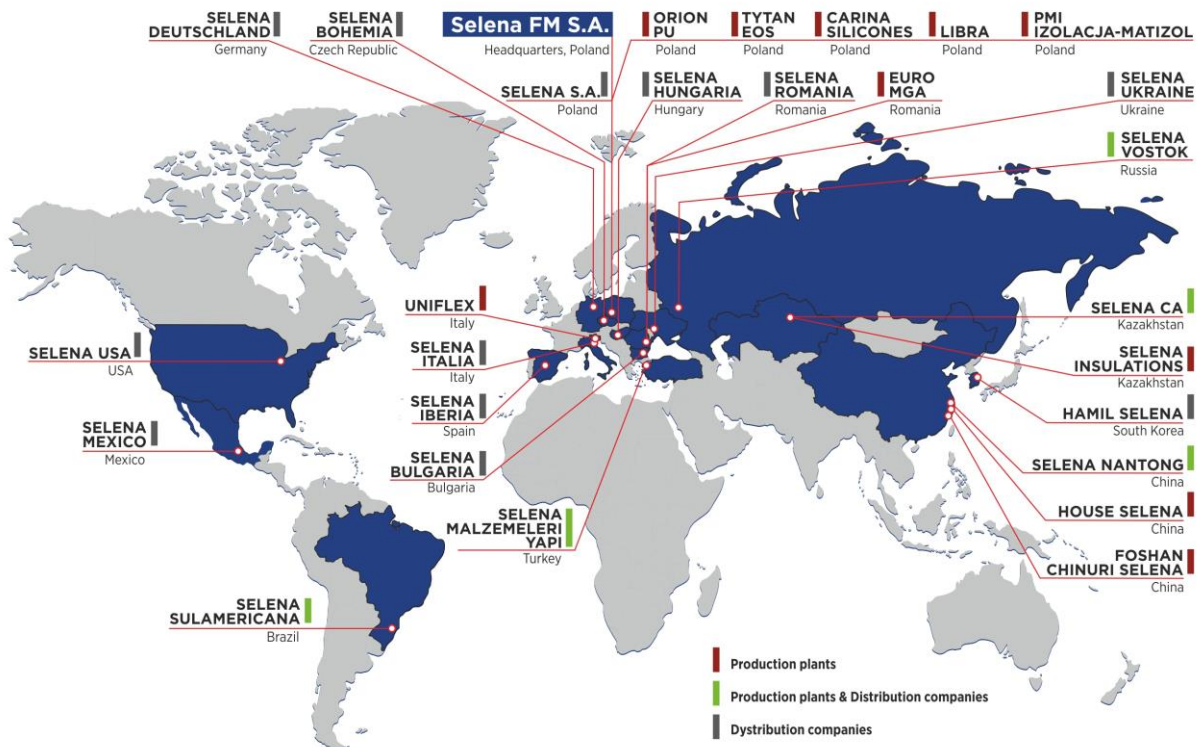 SELENA
DEUTSCHLAND
Germany
SELENA
BOHEMIA
Czech Republic
Selena FM S.A.
Headquarters, Poland
ORION
PU
Poland
TYTAN
EOS
Poland
CARINA
SILICONES
Poland
LIBRA
Poland
PMI
IZOLACJA-MATIZOL
Poland
SELENA S.A.
Poland
SELENA
HUNGARIA
Hungary
SELENA
ROMANIA
Romania
EURO
MGA
Romania
SELENA
UKRAINE
Ukraine
SELENA
VOSTOK
Russia
UNIFLEX
Italy
SELENA
ITALIA
Italy
SELENA
IBERIA
Spain
SELENA
BULGARIA
Bulgaria
SELENA
MALZEMELERI
YAPI
Turkey
SELENA USA
USA
SELENA
MEXICO
Mexico
SELENA
SULAMERICANA
Brazil
SELENA CA
Kazakhstan
SELENA
INSULATIONS
Kazakhstan
HAMIL SELENA
South Korea
SELENA NANTONG
China
HOUSE SELENA
China
FOSHAN
CHINURI SELENA
China
Production plants
Production plants & Distribution companies
Dystribution companies